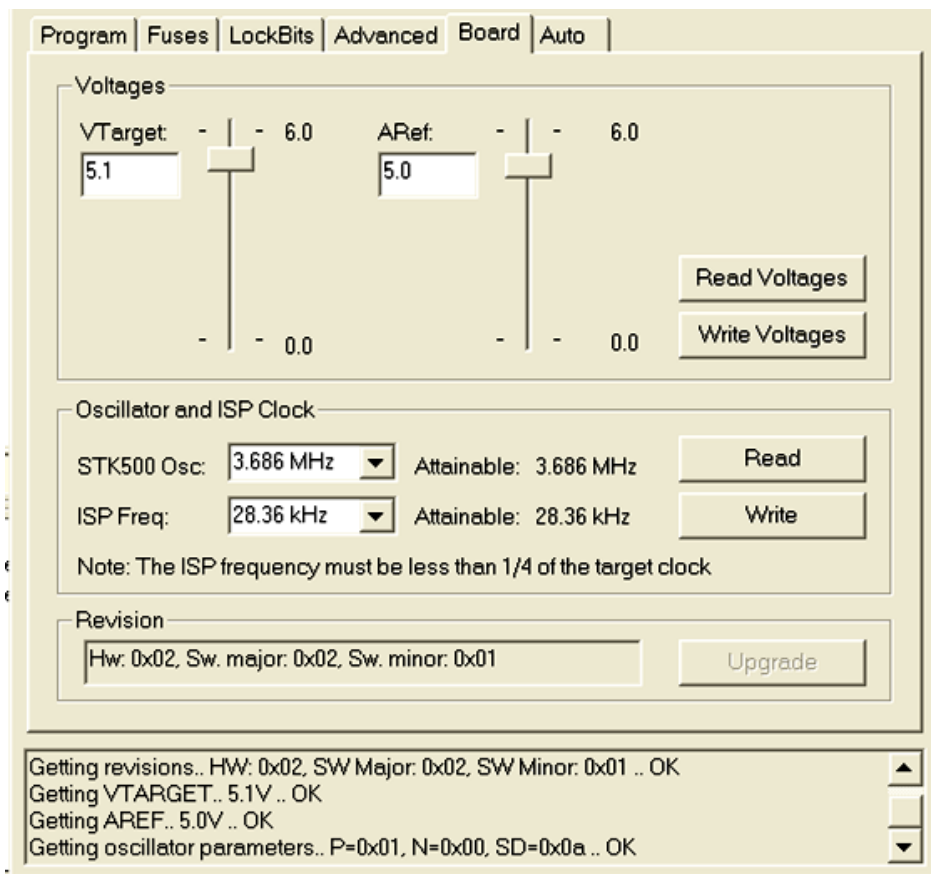 Program Fuses LockBits Advanced Board Auto
Voltages
VTarget: - - 6.0 ARef: - - 6.0
5.1 5.0
Read Voltages
Write Voltages
- - 0.0 - - 0.0
Oscillator and ISP Clock
STK500 Osc: 3.686 MHz Attainable: 3.686 MHz Read
ISP Freq: 28.36 kHz Attainable: 28.36 kHz Write
Note: The ISP frequency must be less than 1/4 of the target clock
Revision
Hw: 0x02, Sw. major: 0x02, Sw. minor: 0x01 Upgrade
Getting revisions.. HW: 0x02, SW Major: 0x02, SW Minor: 0x01 .. OK
Getting VTARGET.. 5.1V .. OK
Getting AREF.. 5.0V .. OK
Getting oscillator parameters.. P=0x01, N=0x00, SD=0x0a .. OK